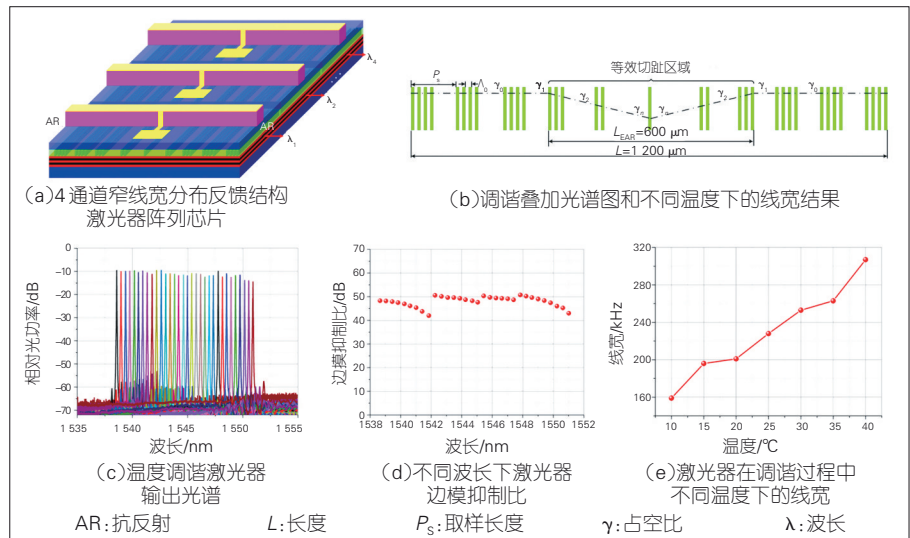 λ4
λ2
AR
AR
λ1
(a)4通道窄线宽分布反馈结构
激光器阵列芯片
等效切趾区域
Ps Λ0 γ0 γ1 γ2 γn γn γ2 γ1 γ0
LEAR=600 μm
L=1 200 μm
(b)调谐叠加光谱图和不同温度下的线宽结果
相对光功率/dB
0
-10
-20
-30
-40
-50
-60
-70
1 535 1 540 1 545 1 550 1 555
波长/nm
(c)温度调谐激光器
输出光谱
边摸抑制比/dB
70
60
50
40
30
20
10
0
1538 1540 1542 1544 1546 1548 1550 1 552
波长/nm
(d)不同波长下激光器
边模抑制比
线宽/kHz
320
280
240
200
160
10 15 20 25 30 35 40
温度/℃
(e)激光器在调谐过程中
不同温度下的线宽
AR:抗反射 L:长度 PS:取样长度 γ:占空比 λ:波长